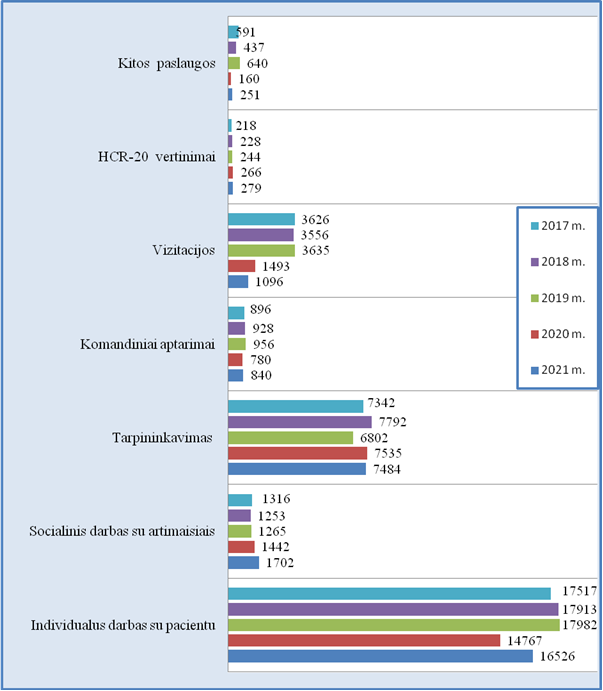 Kitos paslaugos
591
437
640
160
251
HCR-20 vertinimai
218
228
244
266
279
Vizitacijos
3626
3556
3635
1493
1096
Komandiniai aptarimai
896
928
956
780
840
Tarpininkavimas
7342
7792
6802
7535
7484
Socialinis darbas su artimaisiais
1316
1253
1265
1442
1702
Individualus darbas su pacientu
17517
17913
17982
14767
16526
2017 m.
2018 m.
2019 m.
2020 m.
2021 m.